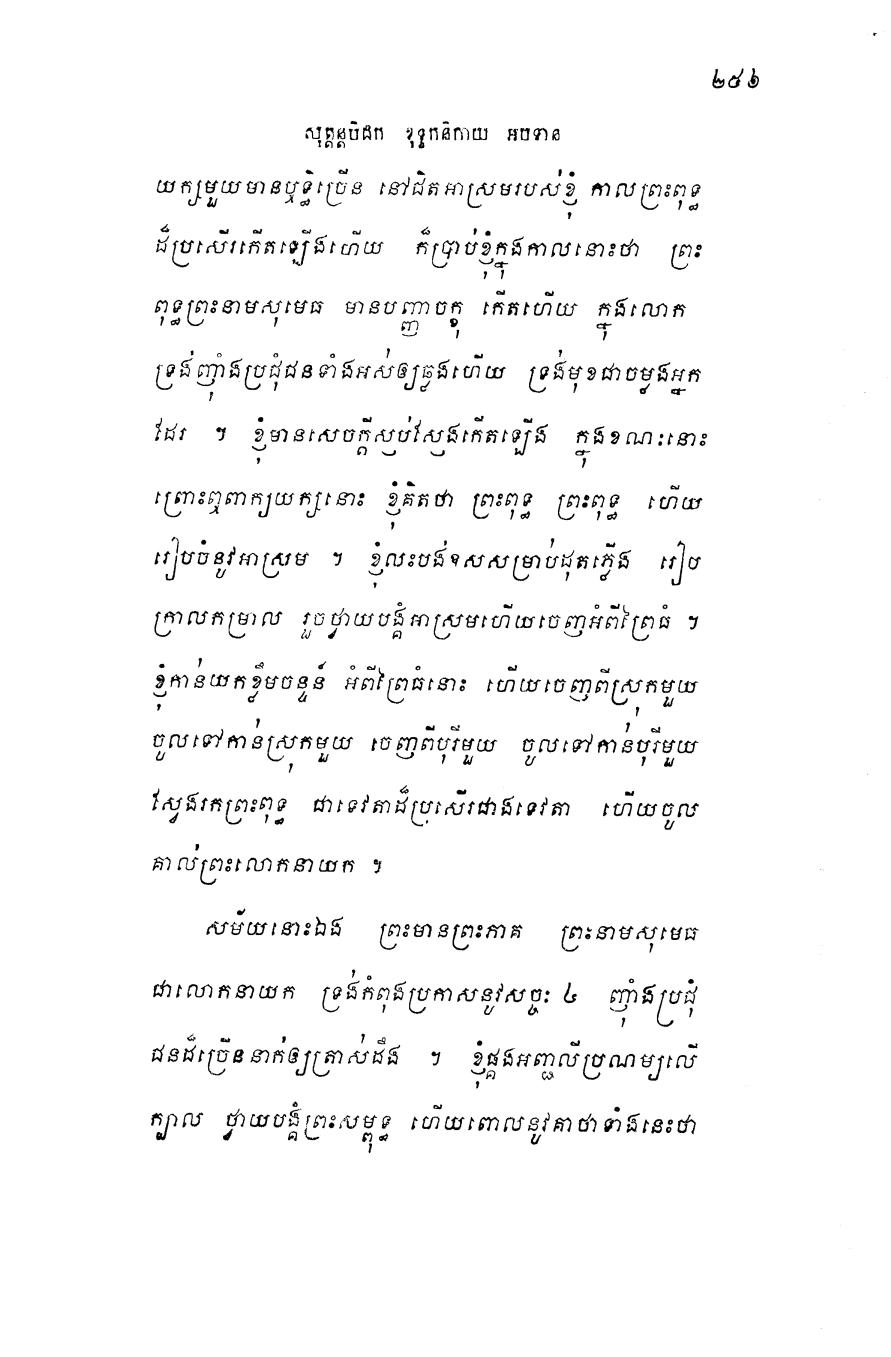 ២៥៦
សុត្តន្តបិដក ខុទ្ទកនិកាយ អបទាន
យក្សមួយមានឫទ្ធិច្រើន នៅជិតអាស្រមរបស់ខ្ញុំ កាលព្រះពុទ្ធ
ដ៏ប្រសើរកើតឡើងហើយ ក៏ប្រាប់ខ្ញុំក្នុងកាលនោះថា ព្រះ
ពុទ្ធព្រះនាមសុមេធ មានបញ្ញាចក្ខុ កើតហើយ ក្នុងលោក
ទ្រង់ញុំាងប្រជុំជនទាំងអស់ឲ្យឆ្លងហើយ ទ្រង់មុខជាចម្លងអ្នក
ដែរ ។ ខ្ញុំមានសេចក្តីស្ញប់ស្ញែងកើតឡើង ក្នុងខណៈនោះ
ព្រោះឮពាក្យយក្សនោះ ខ្ញុំគិតថា ព្រះពុទ្ធ ព្រះពុទ្ធ ហើយ
រៀបចំនូវអាស្រម ។ ខ្ញុំលះបង់ឧសសម្រាប់ដុតភ្លើង រៀប
ក្រាលកម្រាល រួចថ្វាយបង្គំអាស្រមហើយចេញអំពីព្រៃធំ ។
ខ្ញុំកាន់យកខ្លឹមចន្ទន៍ អំពីព្រៃធំនោះ ហើយចេញពីស្រុកមួយ
ចូលទៅកាន់ស្រុកមួយ ចេញពីបុរីមួយ ចូលទៅកាន់បុរីមួយ
ស្វែងរកព្រះពុទ្ធ ជាទេវតាដ៏ប្រសើរជាងទេវតា ហើយចូល
គាល់ព្រះលោកនាយក ។
សម័យនោះឯង ព្រះមានព្រះភាគ ព្រះនាមសុមេធ
ជាលោកនាយក ទ្រង់កំពុងប្រកាសនូវសច្ចៈ ៤ ញុំាងប្រជុំ
ជនដ៏ច្រើននាក់ឲ្យត្រាស់ដឹង ។ ខ្ញុំផ្គងអញ្ជលីប្រណម្យលើ
ក្បាល ថ្វាយបង្គំព្រះសម្ពុទ្ធ ហើយពោលនូវគាថាទាំងនេះថា